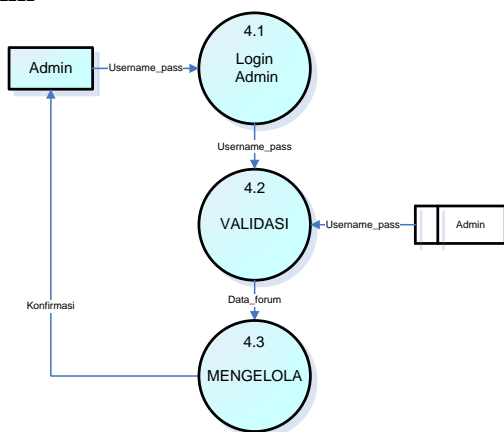 4.1
Login
Admin
Admin
Username_pass
Username_pass
4.2
VALIDASI
Username_pass
Admin
Data_forum
Konfirmasi
4.3
MENGELOLA